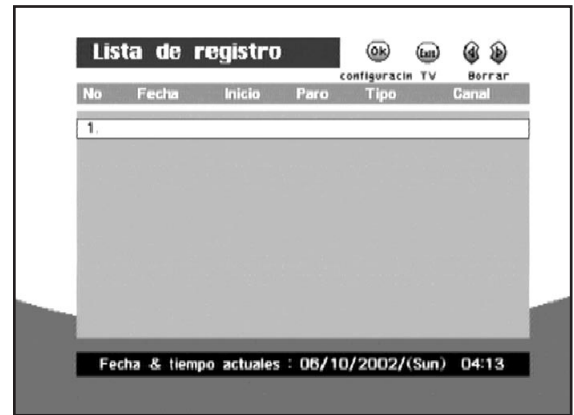 Lista de registro
Ok Exit
configuracin TV Borrar
No Fecha Inicio Paro Tipo Canal
1.
Fecha & tiempo actuales : 06/10/2002/(Sun) 04:13